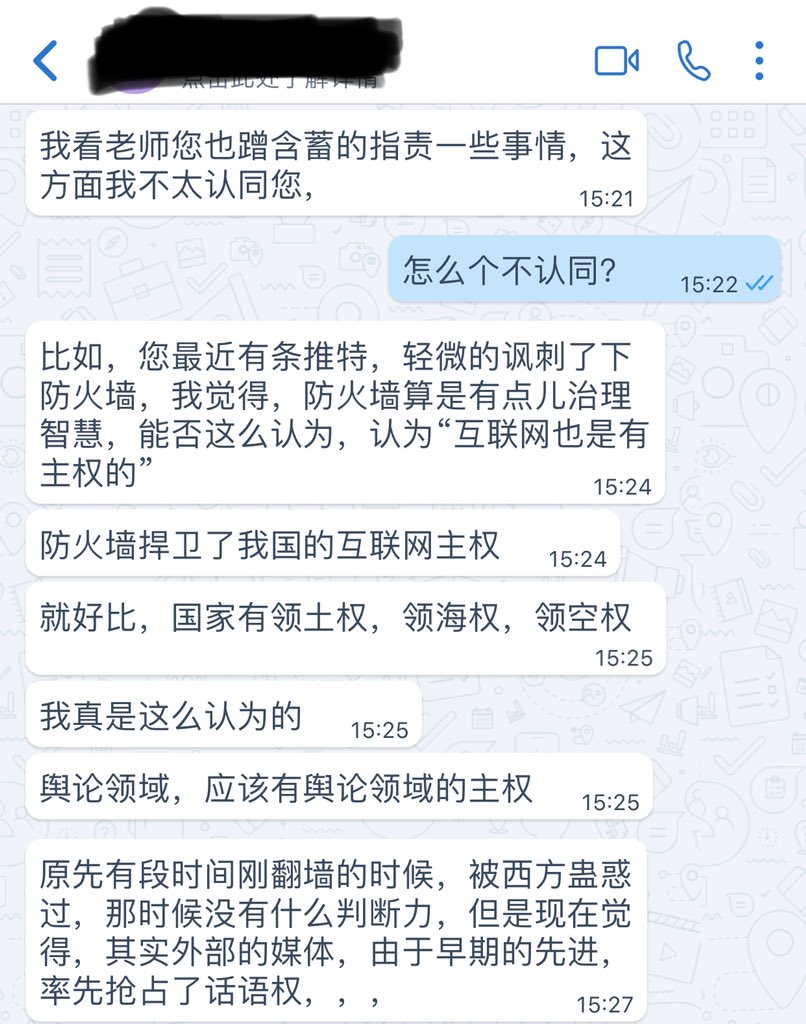 点击此处了解详情
我看老师您也蹭含蓄的指责一些事情，这
方面我不太认同您，
15:21
怎么个不认同？
15:22
比如，您最近有条推特，轻微的讽刺了下
防火墙，我觉得，防火墙算是有点儿治理
智慧，能否这么认为，认为“互联网也是有
主权的”
15:24
防火墙捍卫了我国的互联网主权
15:24
就好比，国家有领土权，领海权，领空权
15:25
我真是这么认为的
15:25
舆论领域，应该有舆论领域的主权
15:25
原先有段时间刚翻墙的时候，被西方蛊惑
过，那时候没有什么判断力，但是现在觉
得，其实外部的媒体，由于早期的先进，
率先抢占了话语权，，，
15:27